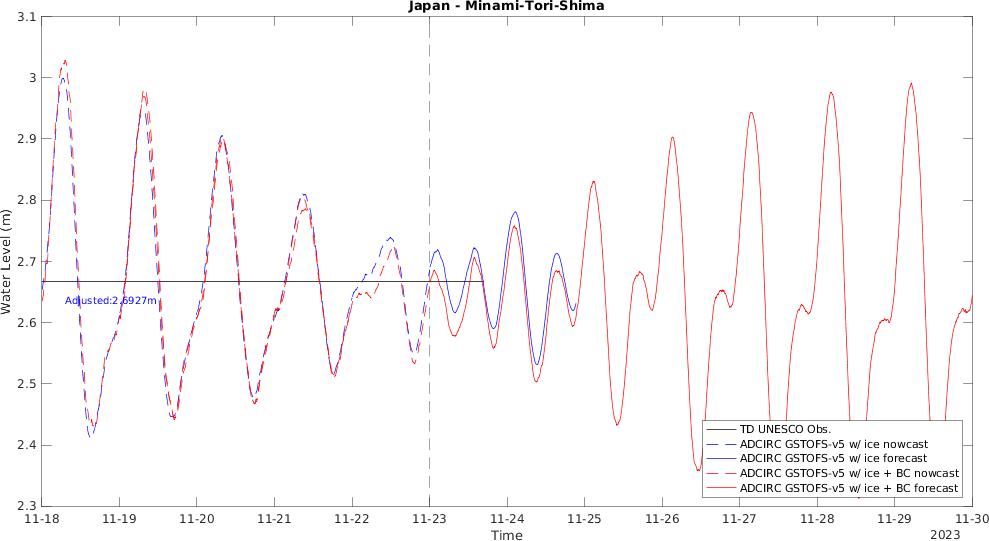 Japan - Minami-Tori-Shima
3.1
3
2.9
2.8
2.7
2.6
2.5
2.4
2.3
Water Level (m)
Adjusted:2.6927m
TD UNESCO Obs.
ADCIRC GSTOFS-v5 w/ ice nowcast
ADCIRC GSTOFS-v5 w/ ice forecast
ADCIRC GSTOFS-v5 w/ ice + BC nowcast
ADCIRC GSTOFS-v5 w/ ice + BC forecast
11-18 11-19 11-20 11-21 11-22 11-23 11-24 11-25 11-26 11-27 11-28 11-29 11-30
Time
2023